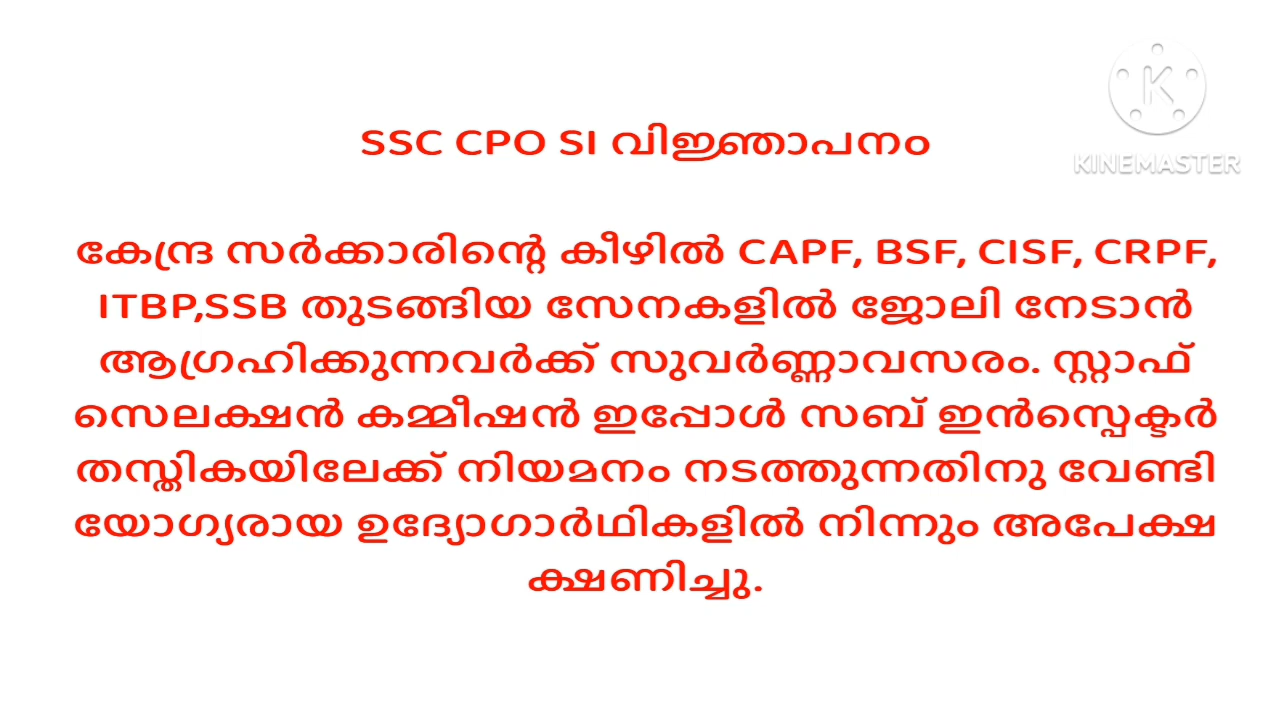 SSC CPO SI വിജ്ഞാപനം
കേന്ദ്ര സർക്കാരിന്റെ കീഴിൽ CAPF, BSF, CISF, CRPF,
ITBP,SSB തുടങ്ങിയ സേനകളിൽ ജോലി നേടാൻ
ആഗ്രഹിക്കുന്നവർക്ക് സുവർണ്ണാവസരം. സ്റ്റാഫ്
സെലക്ഷൻ കമ്മീഷൻ ഇപ്പോൾ സബ് ഇൻസ്പെക്ടർ
തസ്തികയിലേക്ക് നിയമനം നടത്തുന്നതിനു വേണ്ടി
യോഗ്യരായ ഉദ്യോഗാർഥികളിൽ നിന്നും അപേക്ഷ
ക്ഷണിച്ചു.
K
KINEMASTER